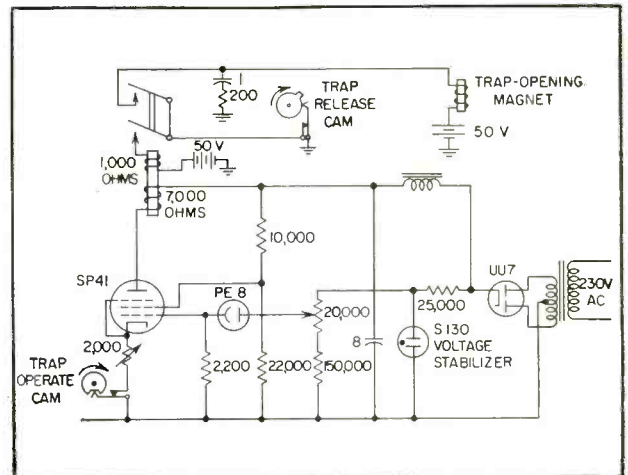 1
200
TRAP
RELEASE
CAM
TRAP-OPENING
MAGNET
50 V
50 V
1,000
OHMS
7,000
OHMS
10,000
SP41
PE 8
UU7
230V
AC
20,000
25,000
2,000
8
S130
VOLTAGE
STABILIZER
TRAP
OPERATE
CAM
2,200
22,000
150,000